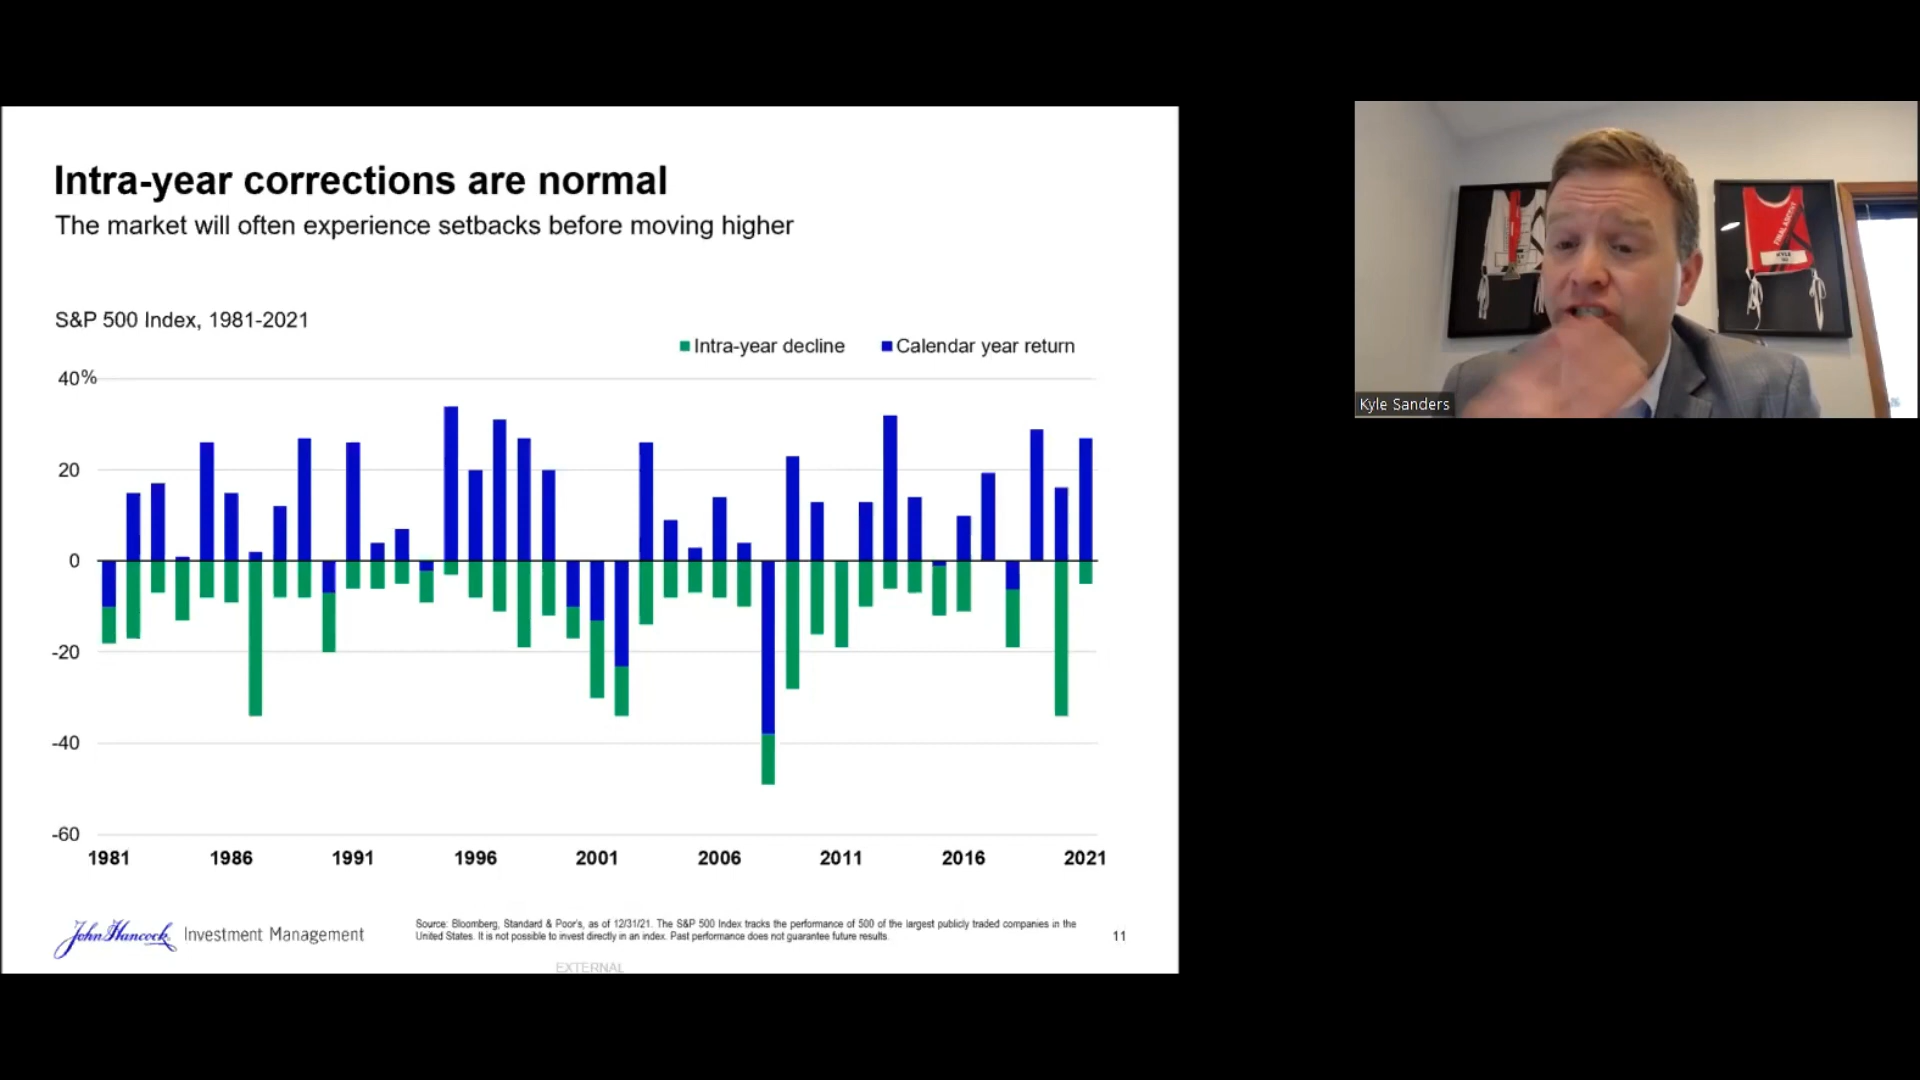 Intra-year corrections are normal
The market will often experience setbacks before moving higher
S&P 500 Index, 1981-2021
Intra-year decline
Calendar year return
40%
20
0
-20
-40
-60
1981 1986 1991 1996 2001 2006 2011 2016 2021
John Hancock Investment Management
Source: Bloomberg, Standard & Poor's, as of 12/31/21. The S&P 500 Index tracks the performance of 500 of the largest publicly traded companies in the
United States. It is not possible to invest directly in an index. Past performance does not guarantee future results.
11
EXTERNAL
KYLE
Kyle Sanders